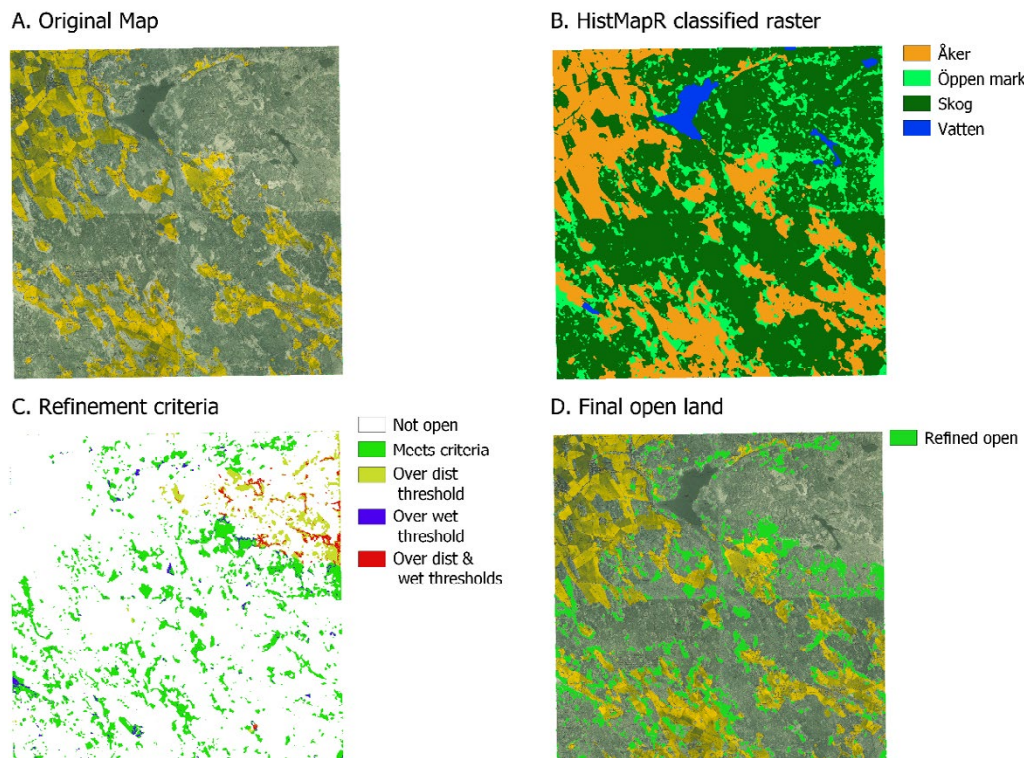 A. Original Map
B. HistMapR classified raster
Åker
Öppen mark
Skog
Vatten
C. Refinement criteria
Not open
Meets criteria
Over dist
threshold
Over wet
threshold
Over dist &
wet thresholds
D. Final open land
Refined open